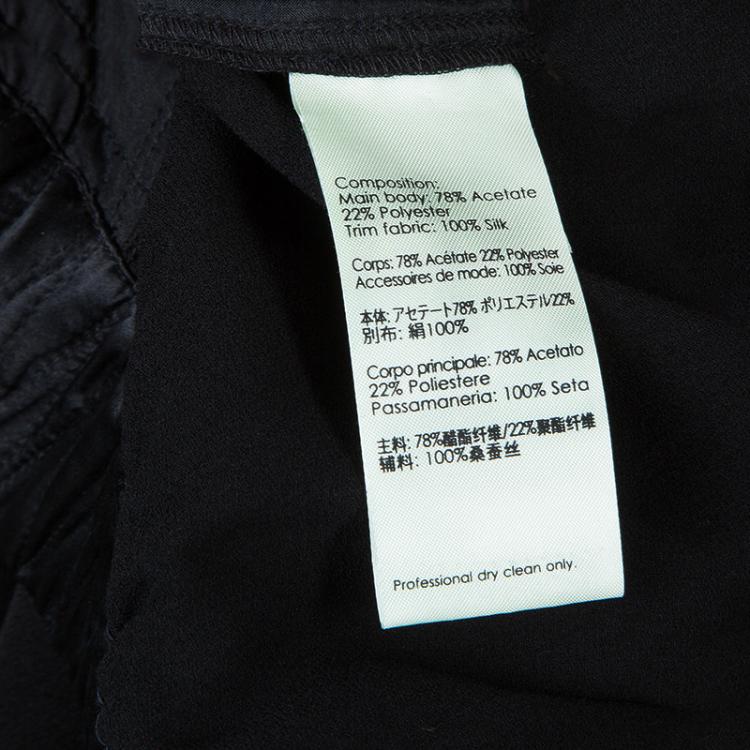 Composition:
Main body: 78% Acetate
22% Polyester
Trim fabric: 100% Silk
Corps: 78% Acétate 22% Polyester
Accessoires de mode: 100% Soie
本体: アセテート78% ポリエステル22%
別布: 絹100%
Corpo principale: 78% Acetato
22% Poliestere
Passamaneria: 100% Seta
主料: 78%醋酯纤维/22%聚酯纤维
辅料: 100%桑蚕丝
Professional dry clean only.